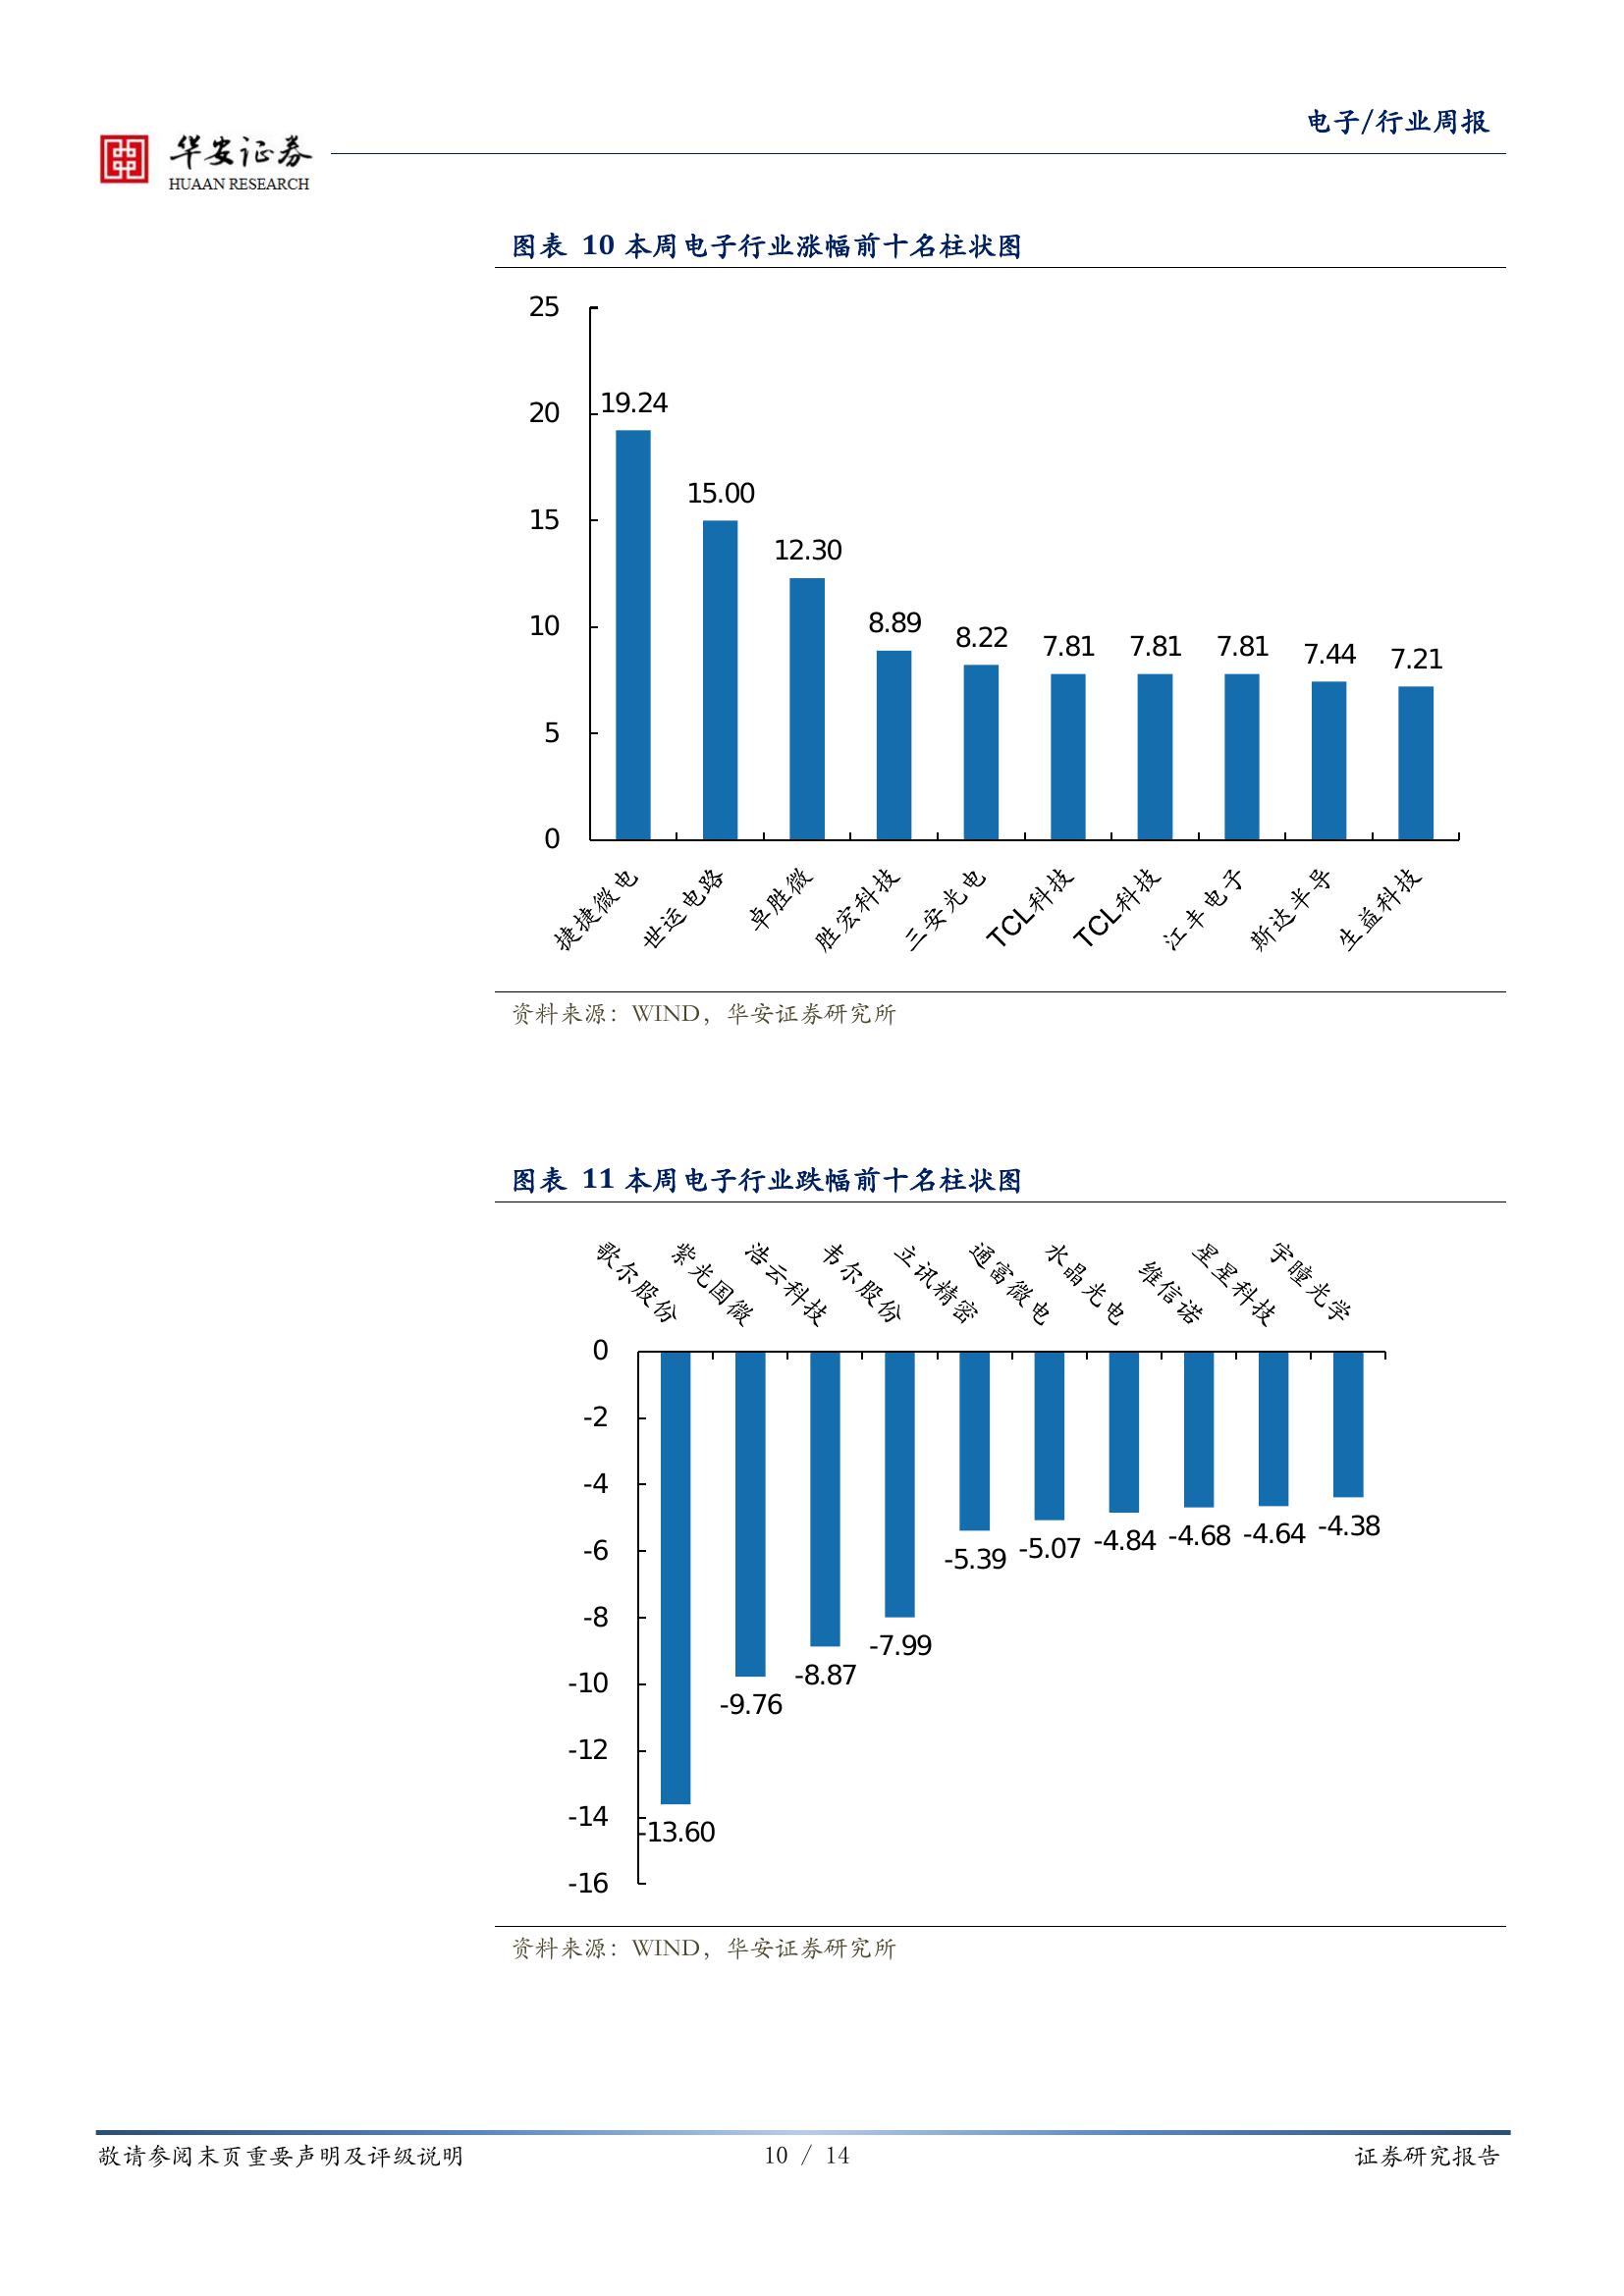 电子/行业周报
华安证券
HUAAN RESEARCH
图表 10 本周电子行业涨幅前十名柱状图
25
20
15
10
5
0
19.24
15.00
12.30
8.89
8.22
7.81
7.81
7.81
7.44
7.21
捷捷微电
世运电路
卓胜微
胜宏科技
三安光电
TCL科技
TCL科技
江丰电子
斯达半导
生益科技
资料来源：WIND，华安证券研究所
图表 11 本周电子行业跌幅前十名柱状图
歌尔股份
紫光国微
浩云科技
韦尔股份
立讯精密
通富微电
水晶光电
维信诺
星星科技
宇瞳光学
0
-2
-4
-6
-8
-10
-12
-14
-16
-13.60
-9.76
-8.87
-7.99
-5.39
-5.07
-4.84
-4.68
-4.64
-4.38
资料来源：WIND，华安证券研究所
敬请参阅末页重要声明及评级说明
10 / 14
证券研究报告